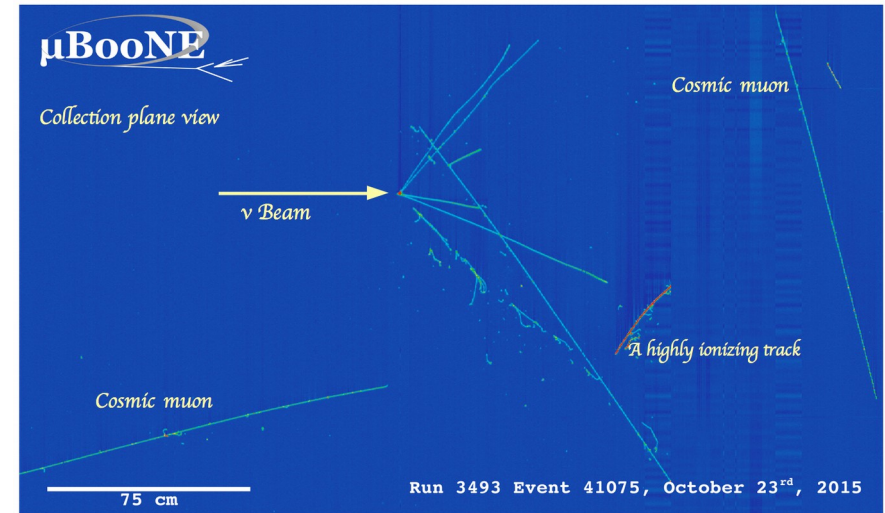 µBooNE
Cosmic muon
Collection plane view
ν Beam
A highly ionizing track
Cosmic muon
75 cm
Run 3493 Event 41075, October 23rd, 2015